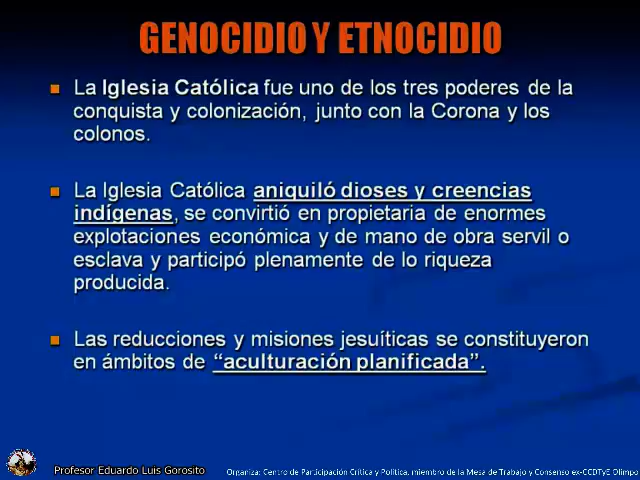 GENOCIDIO Y ETNOCIDIO
La Iglesia Católica fue uno de los tres poderes de la
conquista y colonización, junto con la Corona y los
colonos.
La Iglesia Católica aniquiló dioses y creencias
indígenas, se convirtió en propietaria de enormes
explotaciones económica y de mano de obra servil o
esclava y participó plenamente de lo riqueza
producida.
Las reducciones y misiones jesuíticas se constituyeron
en ámbitos de “aculturación planificada”.
Profesor Eduardo Luis Gorosito
Organiza: Centro de Participación Crítica y Política, miembro de la Mesa de Trabajo y Consenso ex-CCDTyE Olimpo